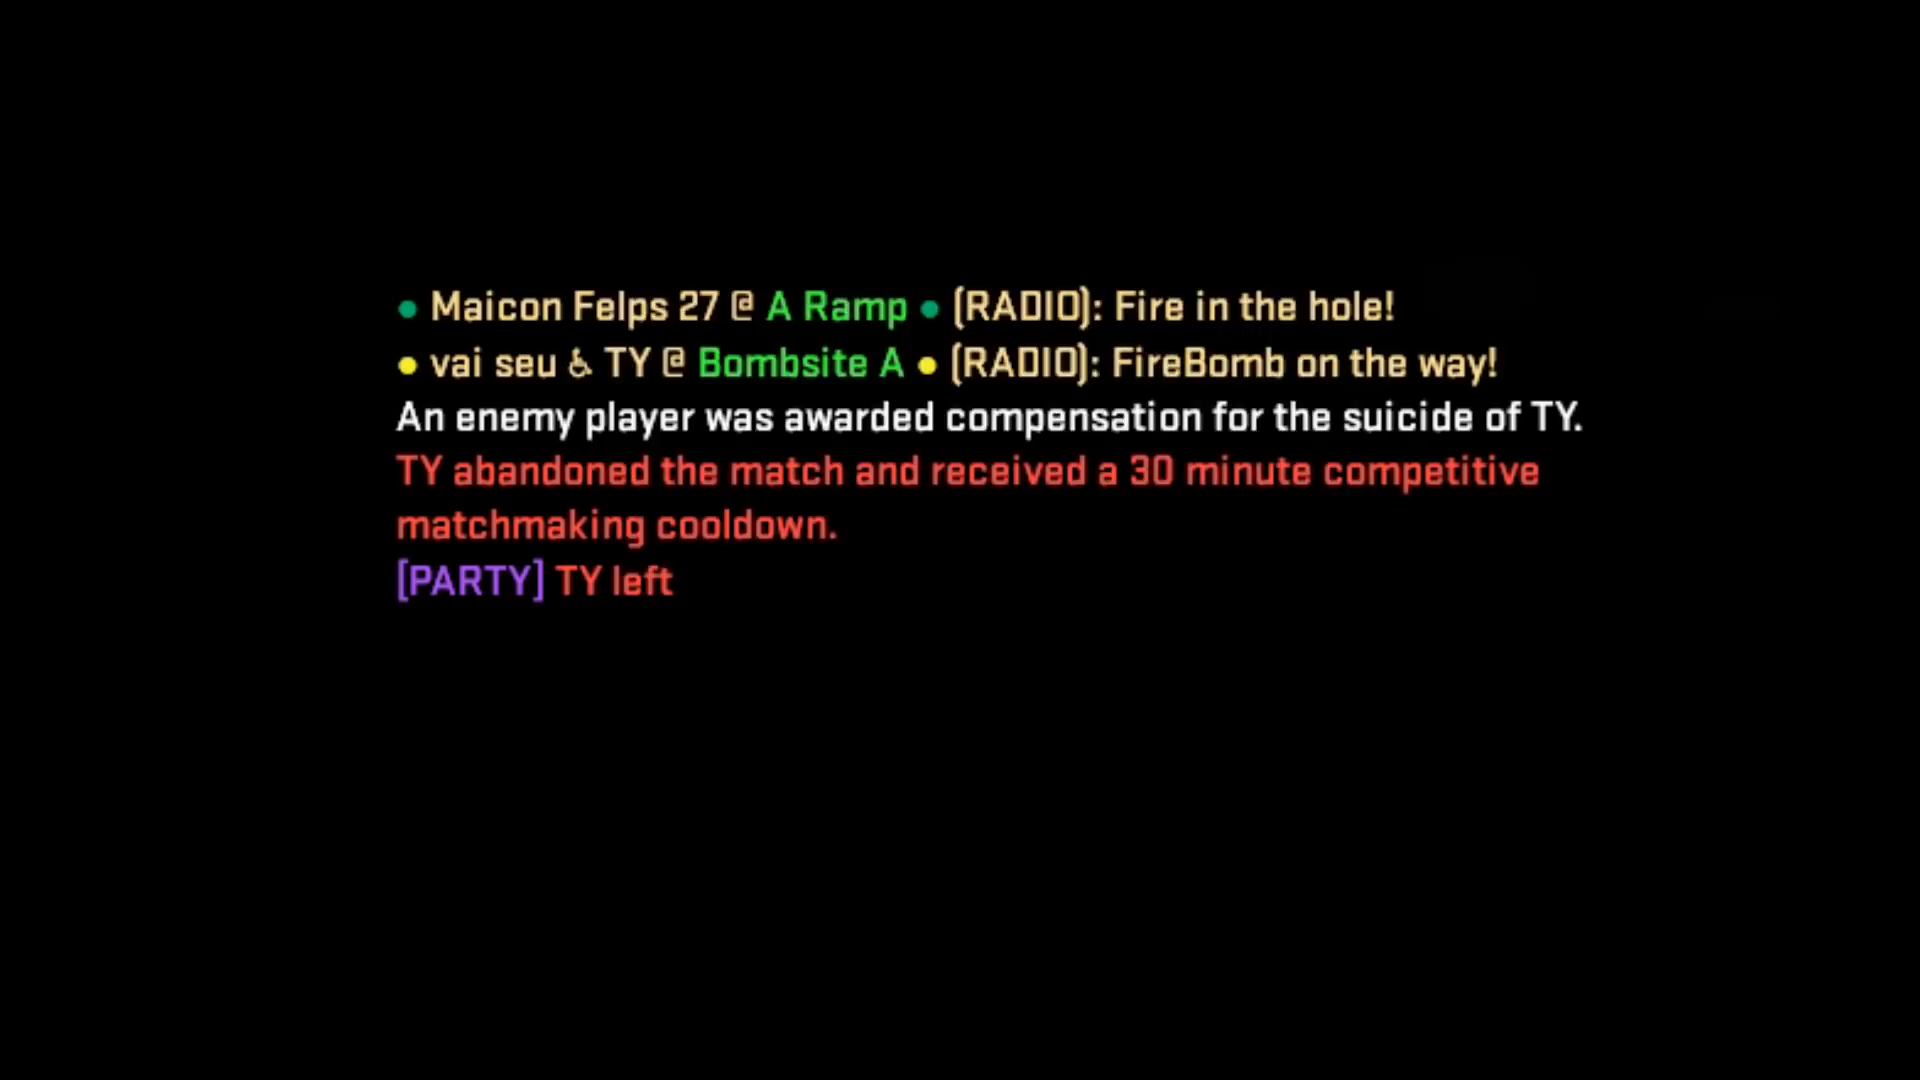 ● Maicon Felps 27 @ A Ramp ● (RADIO): Fire in the hole!
● vai seu ♿ TY @ Bombsite A ● (RADIO): FireBomb on the way!
An enemy player was awarded compensation for the suicide of TY.
TY abandoned the match and received a 30 minute competitive
matchmaking cooldown.
[PARTY] TY left